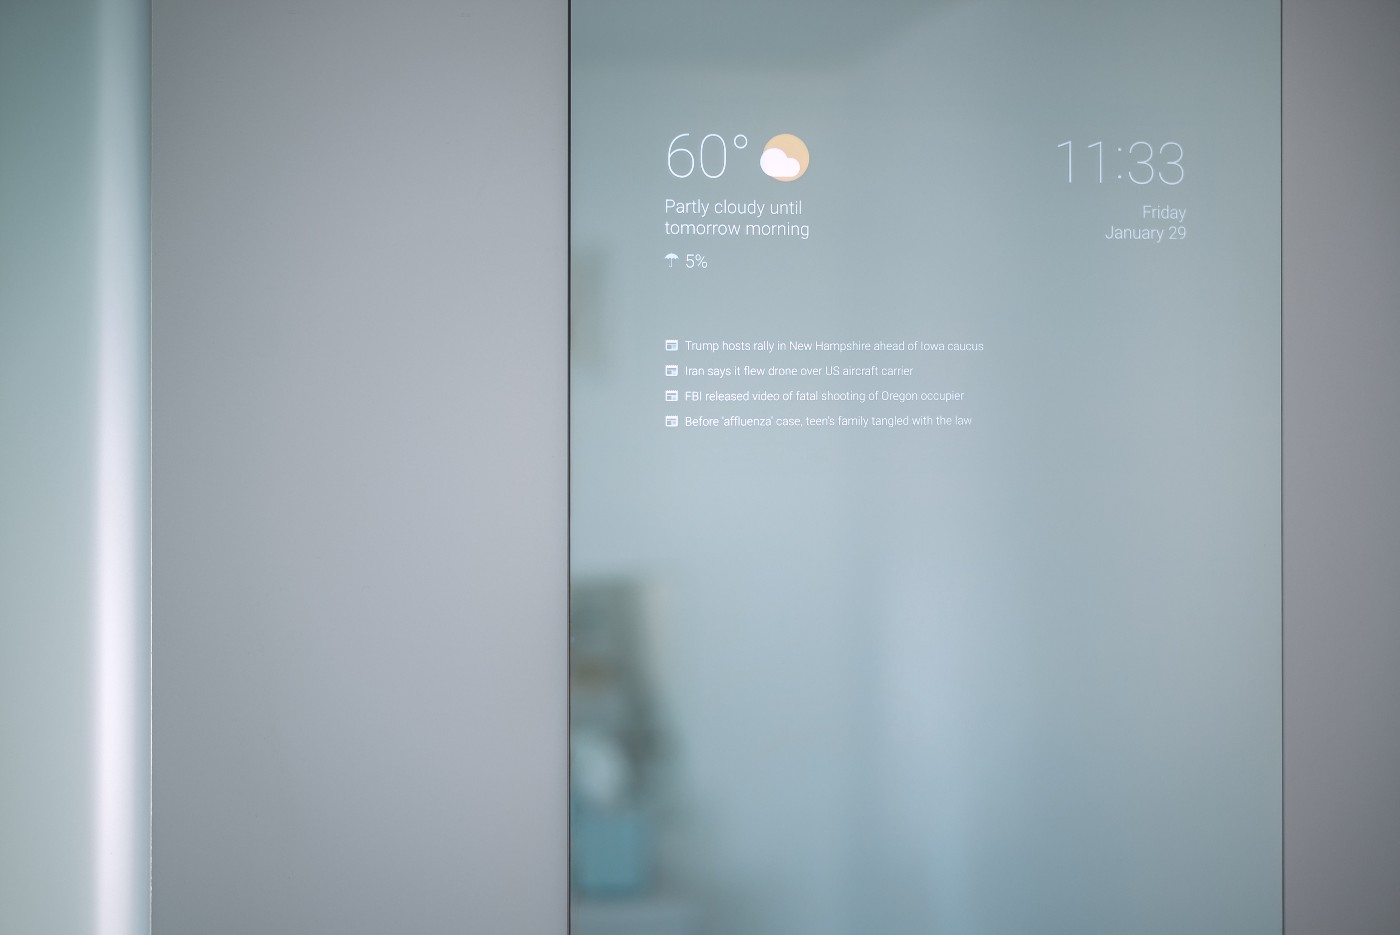 60°
Partly cloudy until
tomorrow morning
5%
11:33
Friday
January 29
Trump hosts rally in New Hampshire ahead of Iowa caucus
Iran says it flew drone over US aircraft carrier
FBI released video of fatal shooting of Oregon occupier
Before 'affluenza' case, teen's family tangled with the law